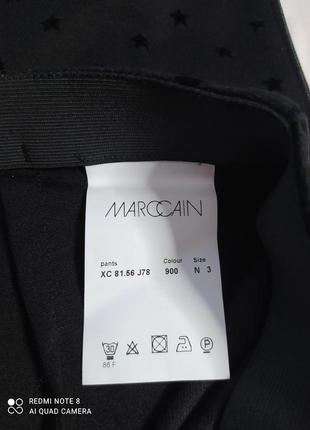 MARCCAIN
pants Colour Size
XC 81.56 J78 900 N 3
30 P
86 F
REDMI NOTE 8
AI QUAD CAMERA